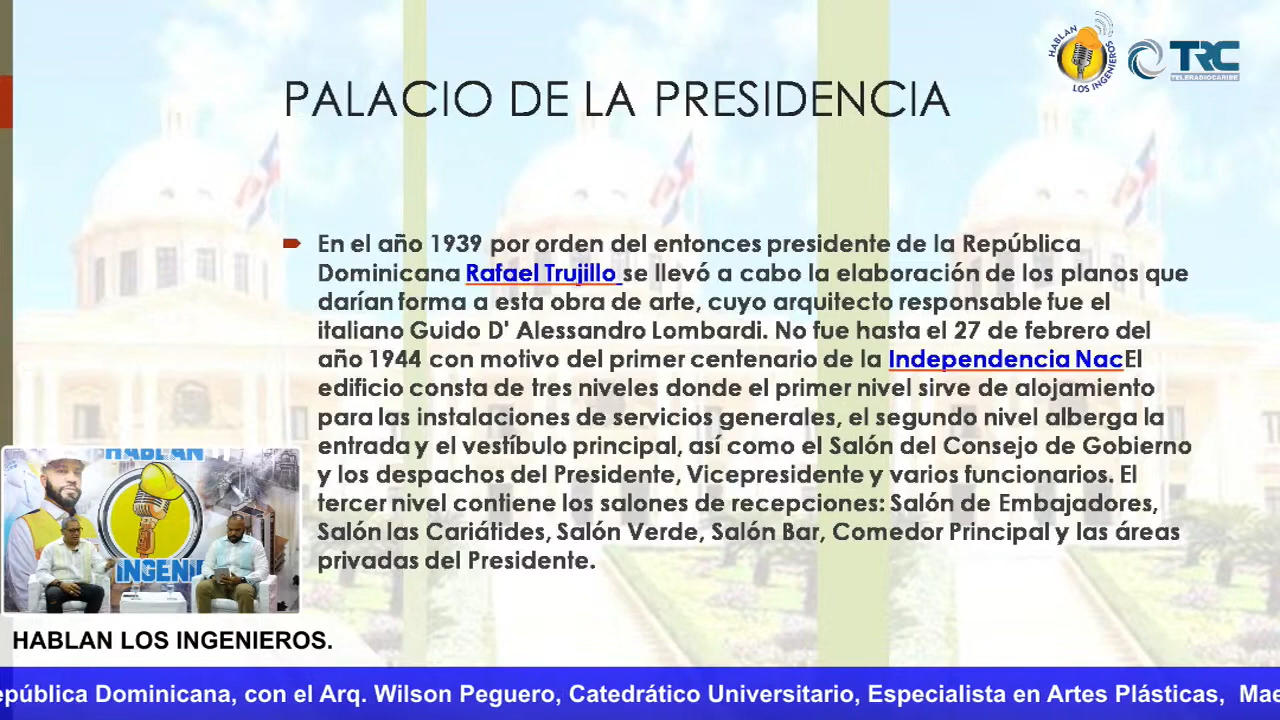 HABLAN
LOS INGENIEROS
TRC
TELERADIOCARIBE
PALACIO DE LA PRESIDENCIA
En el año 1939 por orden del entonces presidente de la República
Dominicana Rafael Trujillo se llevó a cabo la elaboración de los planos que
darían forma a esta obra de arte, cuyo arquitecto responsable fue el
italiano Guido D' Alessandro Lombardi. No fue hasta el 27 de febrero del
año 1944 con motivo del primer centenario de la Independencia NacEl
edificio consta de tres niveles donde el primer nivel sirve de alojamiento
para las instalaciones de servicios generales, el segundo nivel alberga la
entrada y el vestíbulo principal, así como el Salón del Consejo de Gobierno
y los despachos del Presidente, Vicepresidente y varios funcionarios. El
tercer nivel contiene los salones de recepciones: Salón de Embajadores,
Salón las Cariátides, Salón Verde, Salón Bar, Comedor Principal y las áreas
privadas del Presidente.
HABLAN
INGENI
HABLAN LOS INGENIEROS.
epública Dominicana, con el Arq. Wilson Peguero, Catedrático Universitario, Especialista en Artes Plásticas, Mae